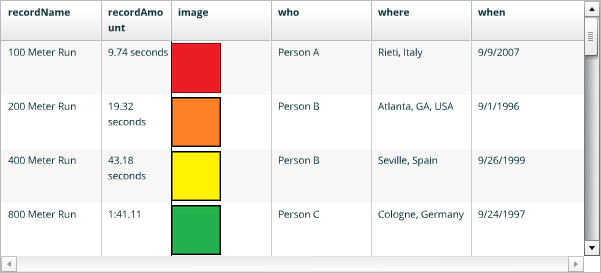 recordName recordAmo image who where when
unt
100 Meter Run 9.74 seconds Person A Rieti, Italy 9/9/2007
200 Meter Run 19.32 Person B Atlanta, GA, USA 9/1/1996
seconds
400 Meter Run 43.18 Person B Seville, Spain 9/26/1999
seconds
800 Meter Run 1:41.11 Person C Cologne, Germany 9/24/1997